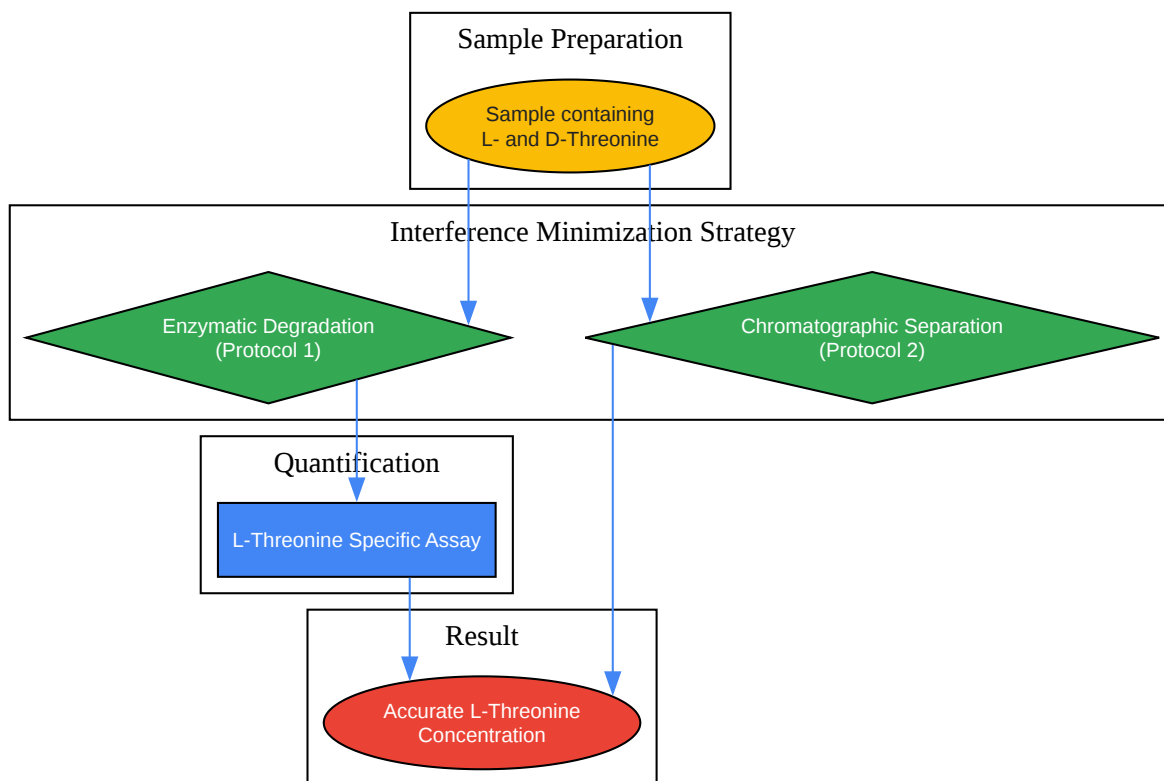 Sample Preparation
Sample containing
L- and D-Threonine
Interference Minimization Strategy
Enzymatic Degradation
(Protocol 1)
Chromatographic Separation
(Protocol 2)
Quantification
L-Threonine Specific Assay
Result
Accurate L-Threonine
Concentration